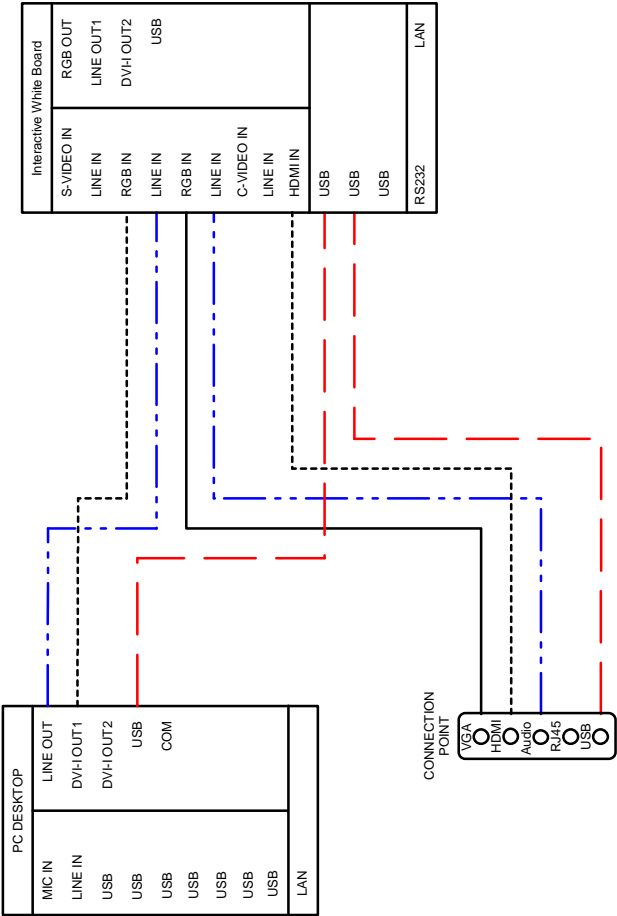 Interactive White Board
S-VIDEO IN
LINE IN
RGB IN
LINE IN
RGB IN
LINE IN
C-VIDEO IN
LINE IN
HDMI IN
USB
USB
USB
RS232
RGB OUT
LINE OUT1
DVI-I OUT2
USB
LAN
PC DESKTOP
MIC IN
LINE IN
USB
USB
USB
USB
USB
USB
LAN
LINE OUT
DVI-I OUT1
DVI-I OUT2
USB
COM
CONNECTION
POINT
VGA
HDMI
Audio
RJ45
USB